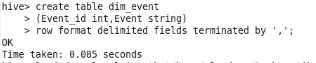 hive> create table dim_event
> (Event_id int,Event string)
> row format delimited fields terminated by ',';
OK
Time taken: 0.085 seconds